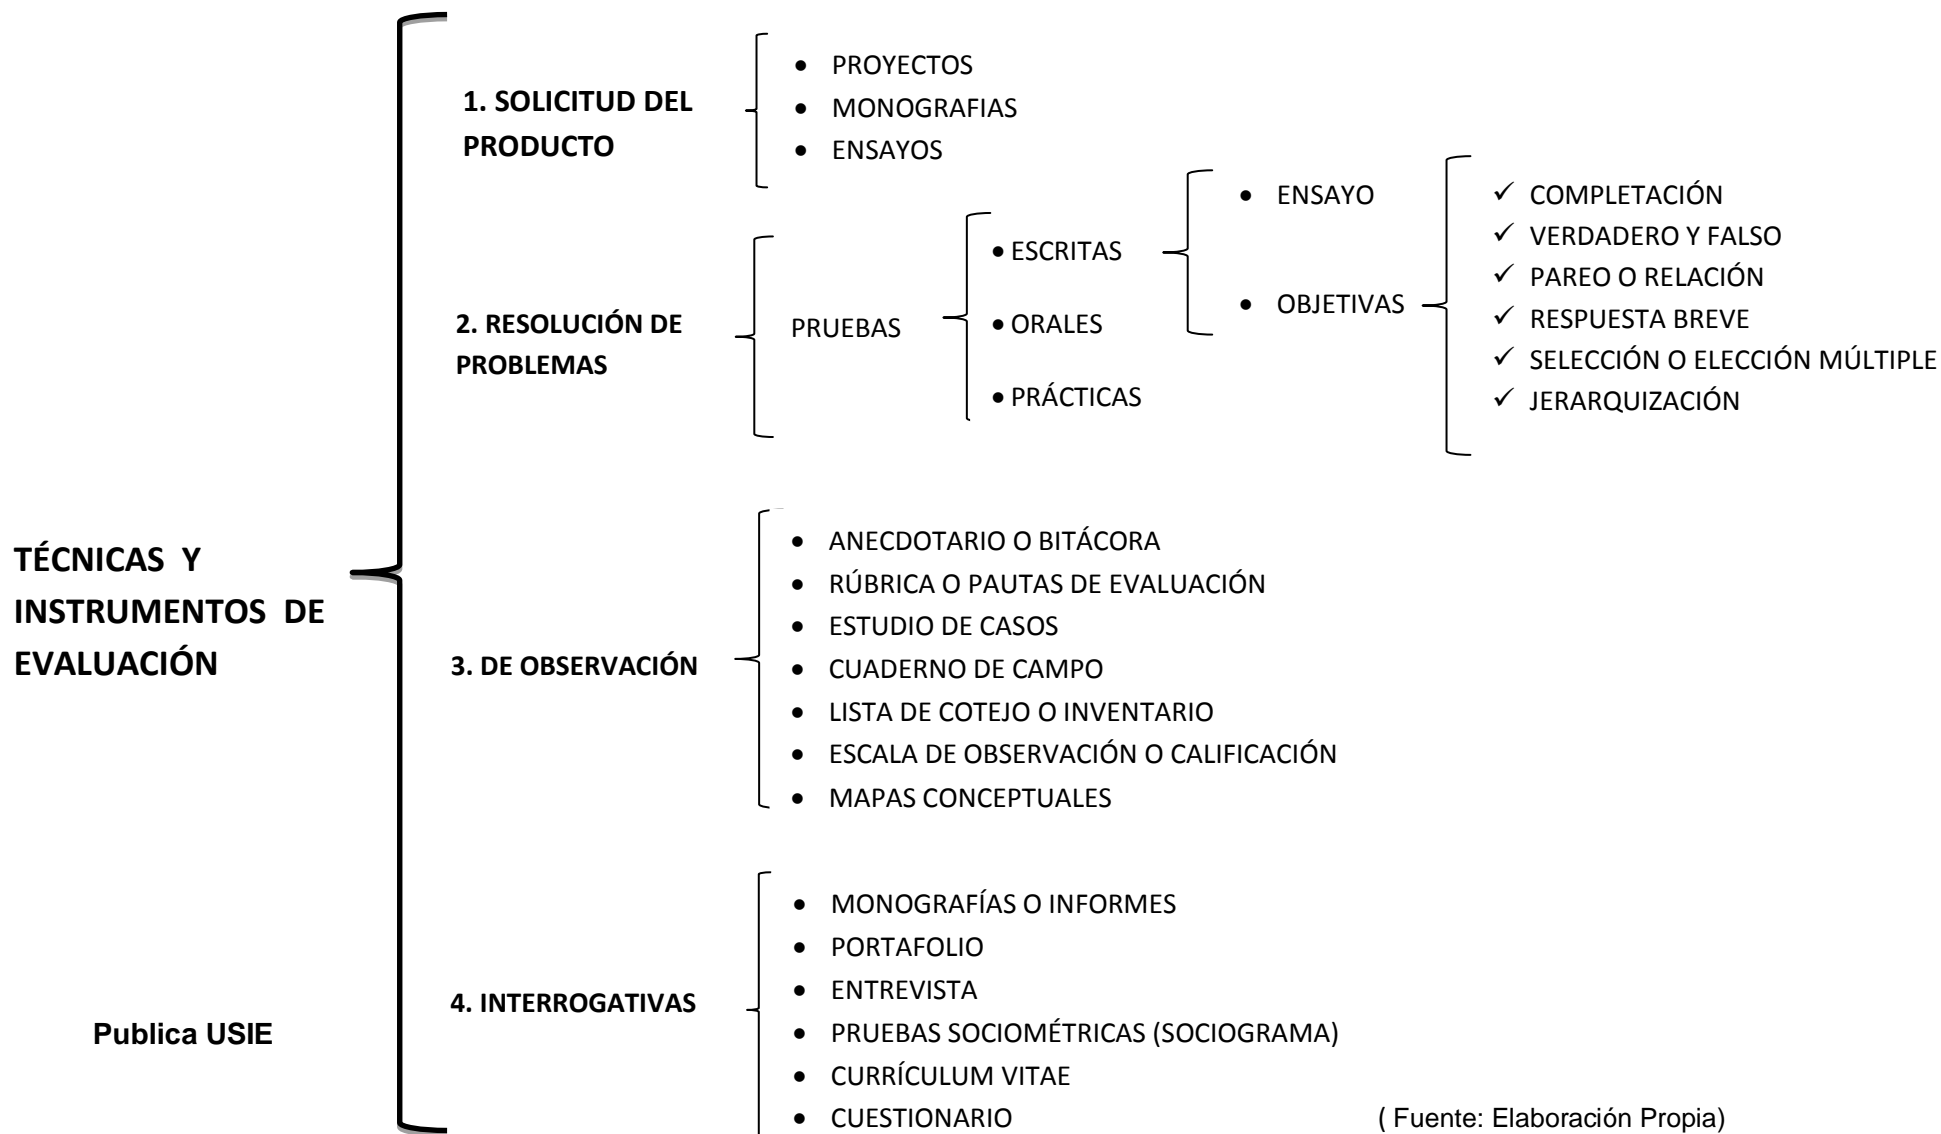 TÉCNICAS Y
INSTRUMENTOS DE
EVALUACIÓN
1. SOLICITUD DEL
PRODUCTO
• PROYECTOS
• MONOGRAFIAS
• ENSAYOS
2. RESOLUCIÓN DE
PROBLEMAS
PRUEBAS
• ESCRITAS
• ORALES
• PRÁCTICAS
• ENSAYO
• OBJETIVAS
✓ COMPLETACIÓN
✓ VERDADERO Y FALSO
✓ PAREO O RELACIÓN
✓ RESPUESTA BREVE
✓ SELECCIÓN O ELECCIÓN MÚLTIPLE
✓ JERARQUIZACIÓN
3. DE OBSERVACIÓN
• ANECDOTARIO O BITÁCORA
• RÚBRICA O PAUTAS DE EVALUACIÓN
• ESTUDIO DE CASOS
• CUADERNO DE CAMPO
• LISTA DE COTEJO O INVENTARIO
• ESCALA DE OBSERVACIÓN O CALIFICACIÓN
• MAPAS CONCEPTUALES
4. INTERROGATIVAS
• MONOGRAFÍAS O INFORMES
• PORTAFOLIO
• ENTREVISTA
• PRUEBAS SOCIOMÉTRICAS (SOCIOGRAMA)
• CURRÍCULUM VITAE
• CUESTIONARIO
Publica USIE
( Fuente: Elaboración Propia)